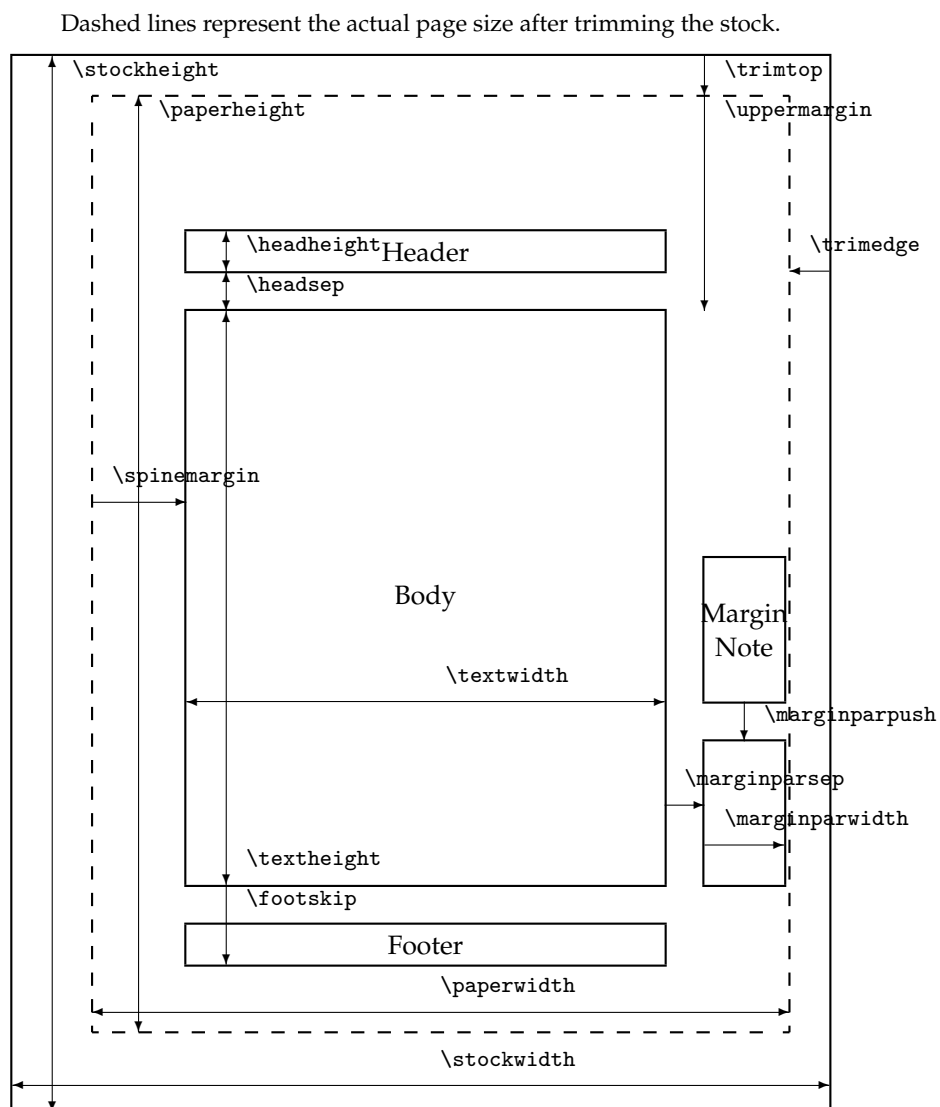 Dashed lines represent the actual page size after trimming the stock.
\stockheight
\trimtop
\paperheight
\uppermargin
\headheight
Header
\trimedge
\headsep
\spinemargin
Body
Margin
Note
\textwidth
\marginparpush
\marginparsep
\marginparwidth
\textheight
\footskip
Footer
\paperwidth
\stockwidth